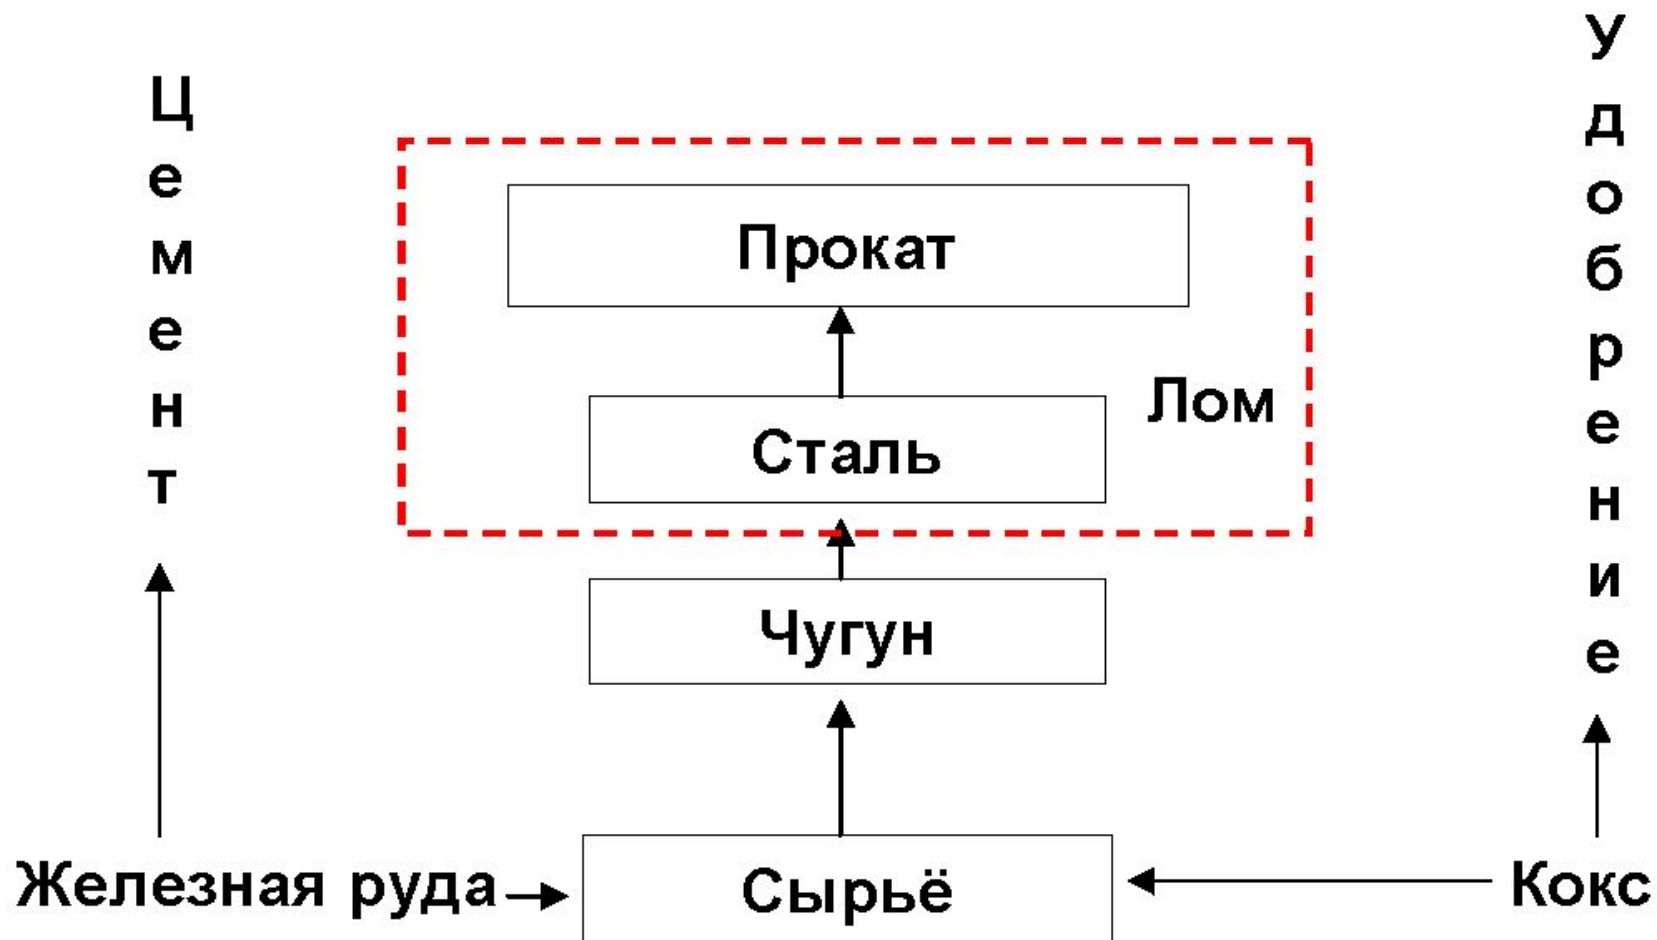 Цемент
Удобрение
Прокат
Лом
Сталь
Чугун
Железная руда
Сырьё
Кокс